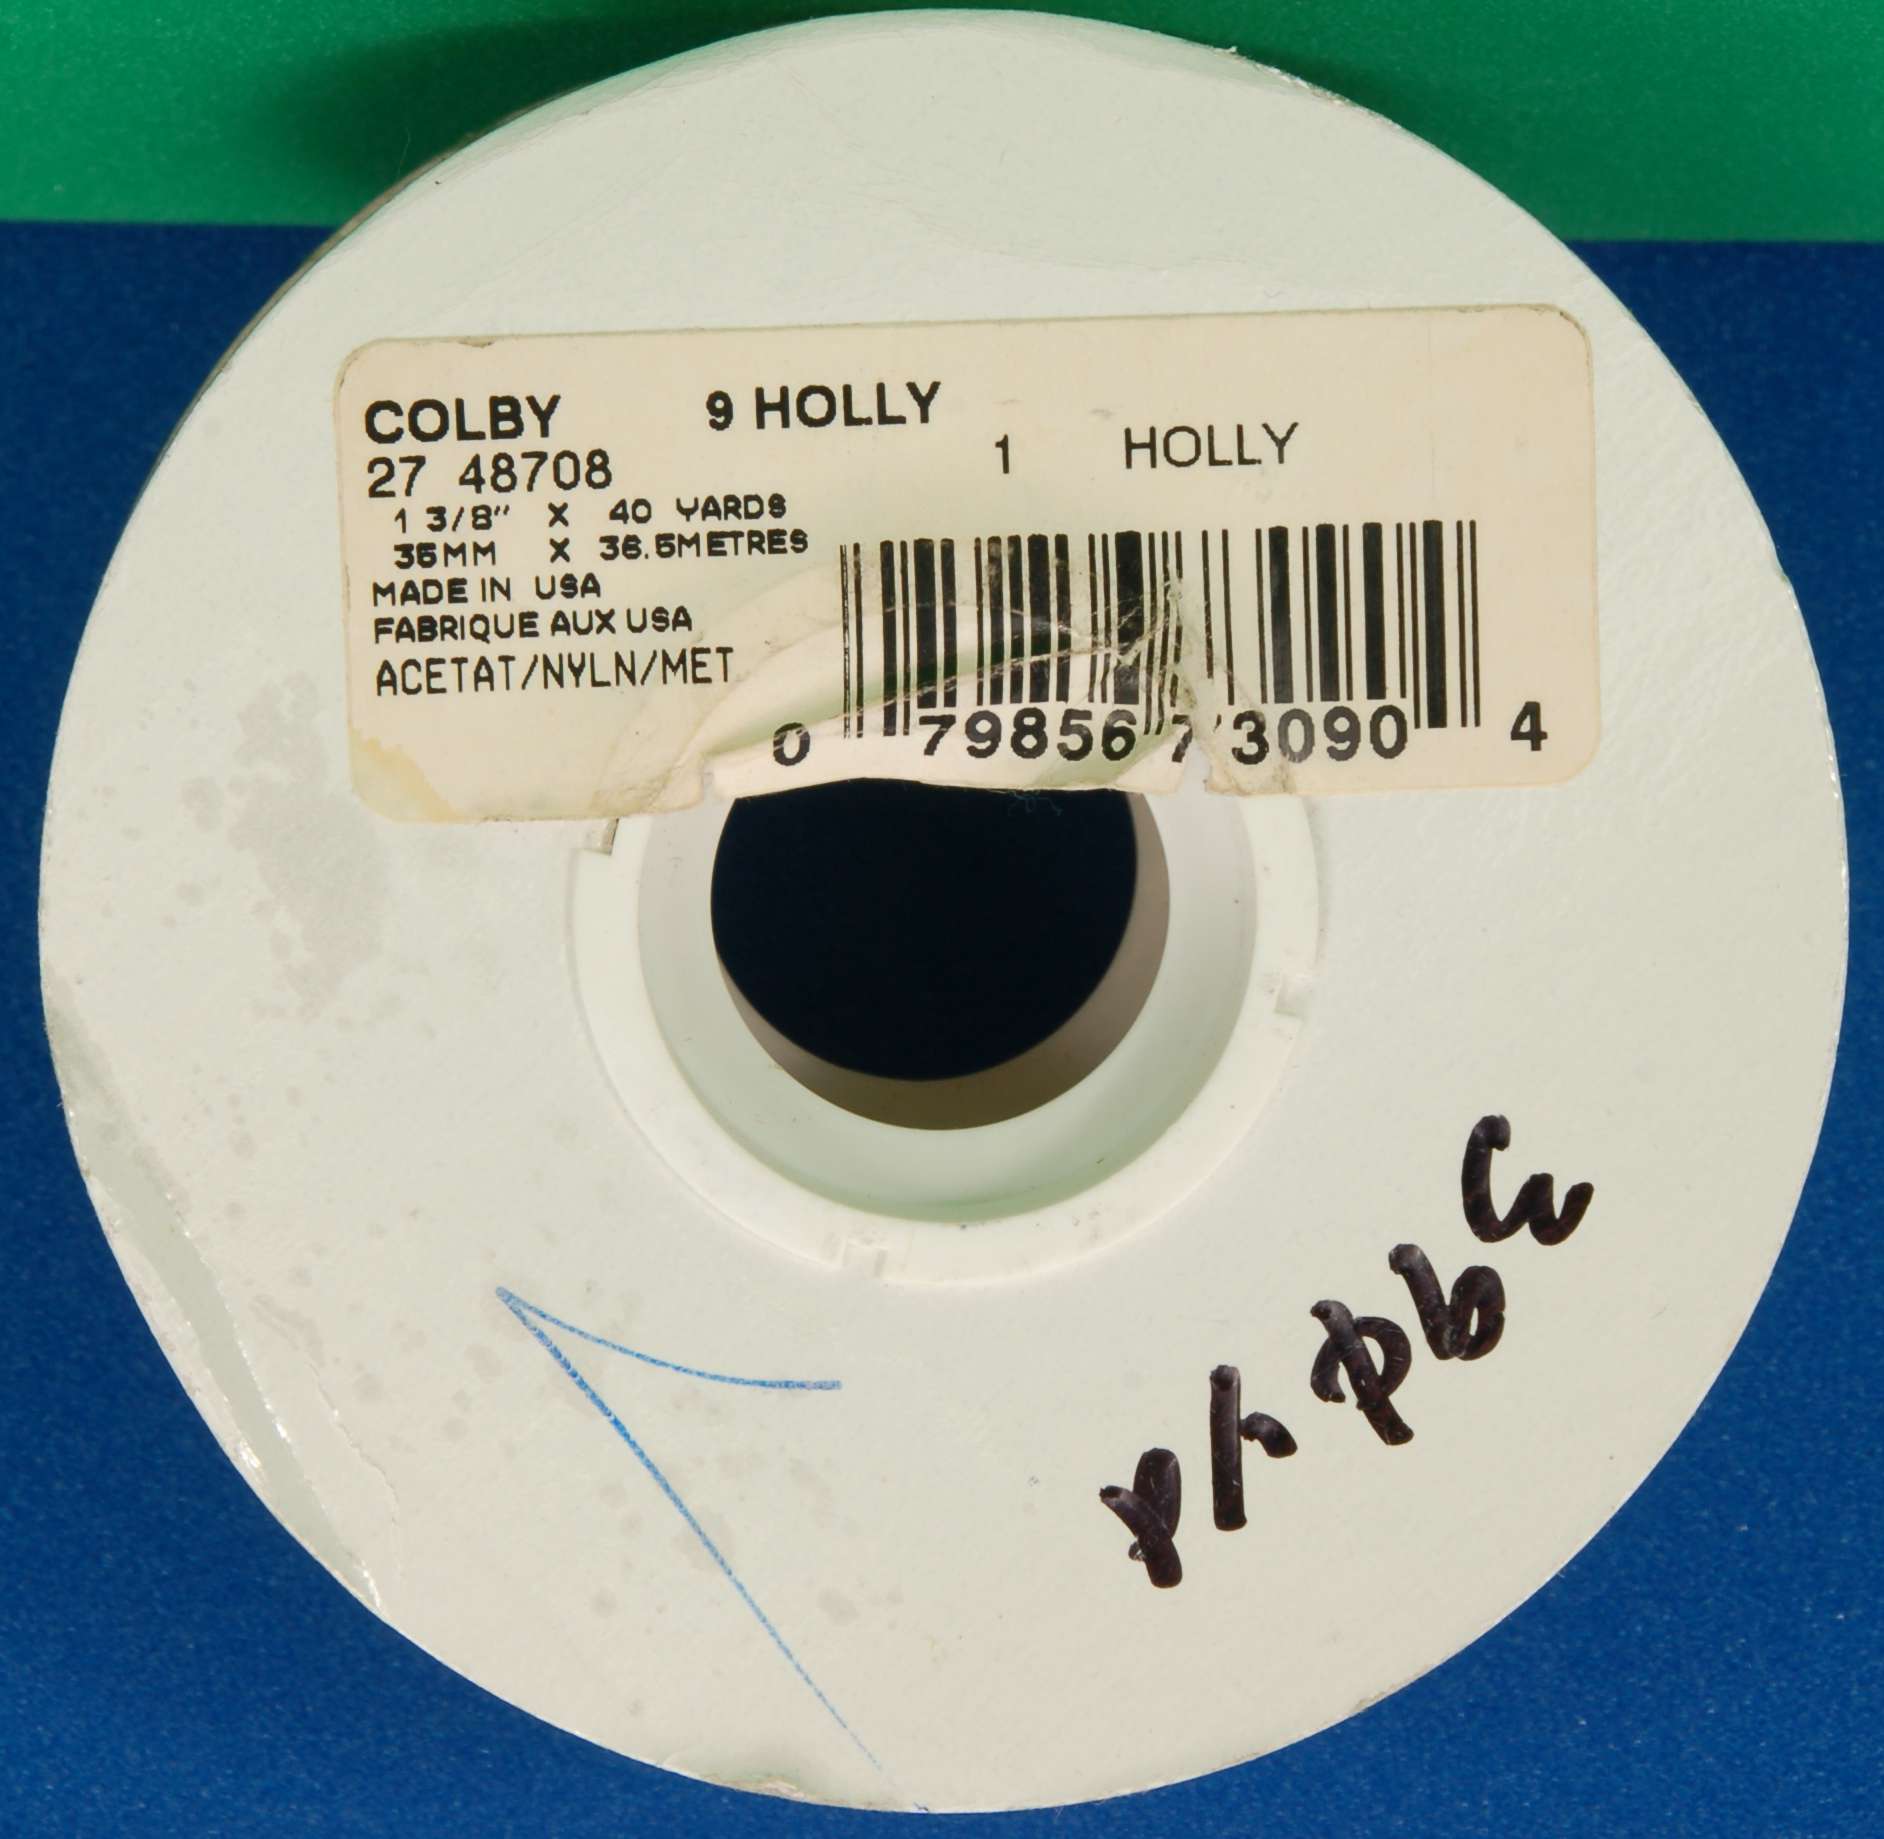 COLBY 9 HOLLY
1 HOLLY
27 48708
1 3/8" X 40 YARDS
35MM X 36.5METRES
MADE IN USA
FABRIQUE AUX USA
ACETAT/NYLN/MET
0 79856 73090 4